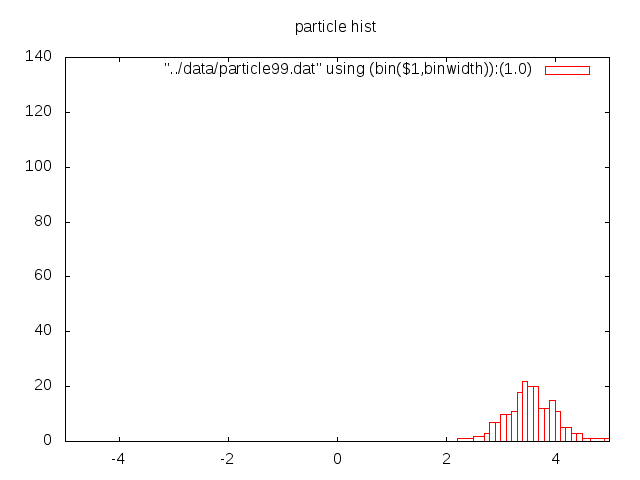 particle hist
140
"../data/particle99.dat" using (bin($1,binwidth)):(1.0)
120
100
80
60
40
20
0
-4 -2 0 2 4